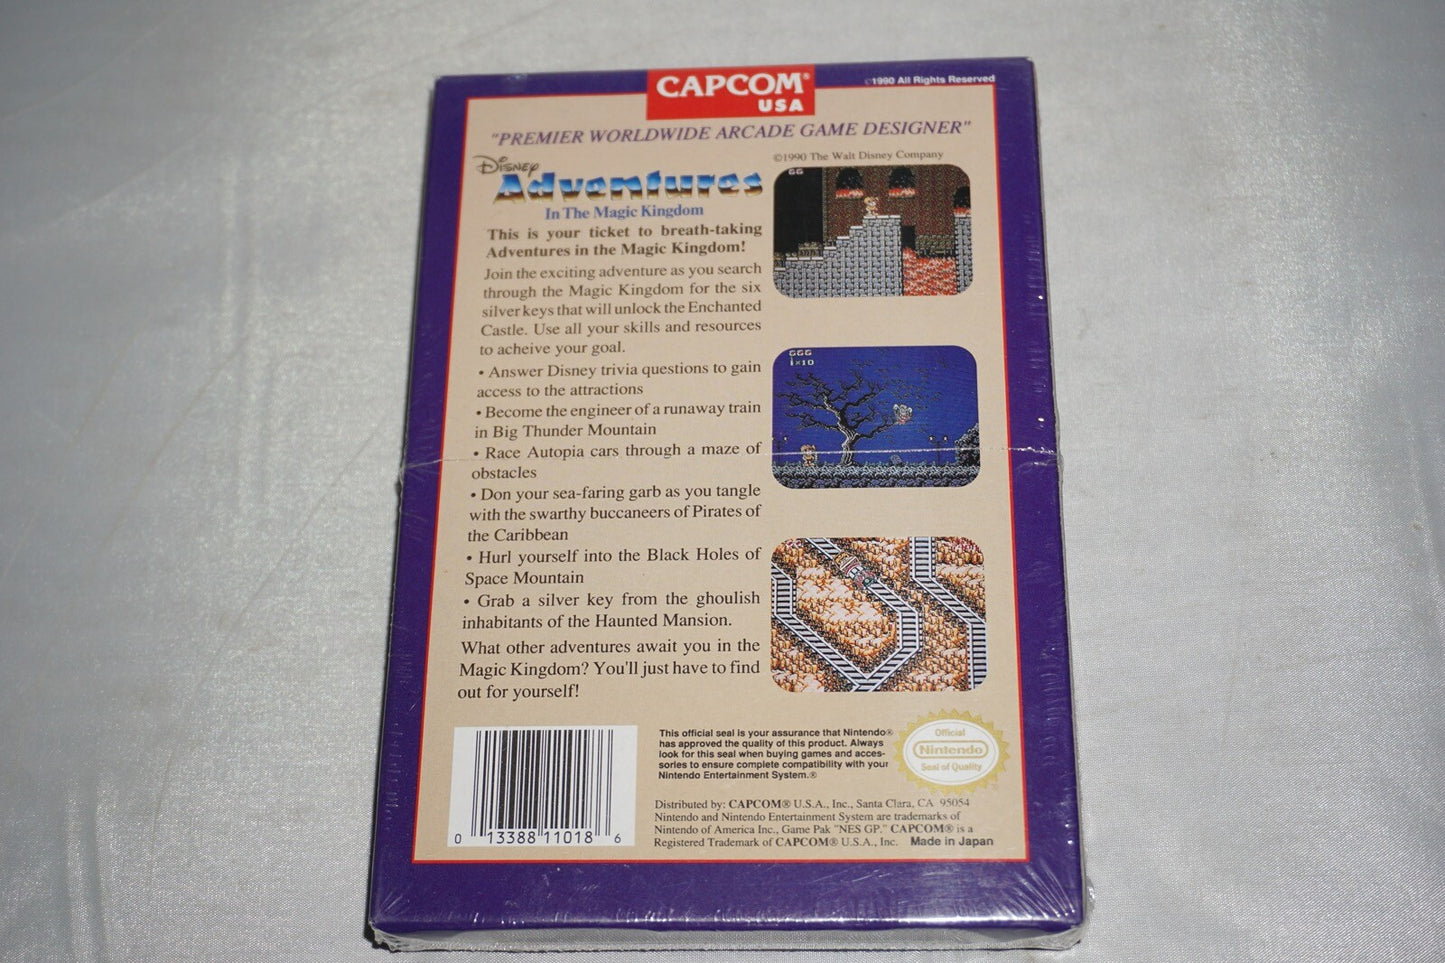 CAPCOM®
USA
©1990 All Rights Reserved
"PREMIER WORLDWIDE ARCADE GAME DESIGNER"
©1990 The Walt Disney Company
Disney
Adventures
In The Magic Kingdom
This is your ticket to breath-taking
Adventures in the Magic Kingdom!
Join the exciting adventure as you search
through the Magic Kingdom for the six
silver keys that will unlock the Enchanted
Castle. Use all your skills and resources
to acheive your goal.
• Answer Disney trivia questions to gain
access to the attractions
• Become the engineer of a runaway train
in Big Thunder Mountain
• Race Autopia cars through a maze of
obstacles
• Don your sea-faring garb as you tangle
with the swarthy buccaneers of Pirates of
the Caribbean
• Hurl yourself into the Black Holes of
Space Mountain
• Grab a silver key from the ghoulish
inhabitants of the Haunted Mansion.
What other adventures await you in the
Magic Kingdom? You'll just have to find
out for yourself!
×10
This official seal is your assurance that Nintendo®
has approved the quality of this product. Always
look for this seal when buying games and acces-
sories to ensure complete compatibility with your
Nintendo Entertainment System.®
Official
Nintendo
Seal of Quality
Distributed by: CAPCOM® U.S.A., Inc., Santa Clara, CA 95054
Nintendo and Nintendo Entertainment System are trademarks of
Nintendo of America Inc., Game Pak "NES GP." CAPCOM® is a
Registered Trademark of CAPCOM® U.S.A., Inc. Made in Japan
0 13388 11018 6